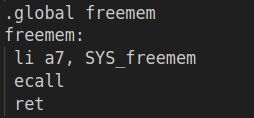 .global freemem
freemem:
 li a7, SYS_freemem
 ecall
 ret